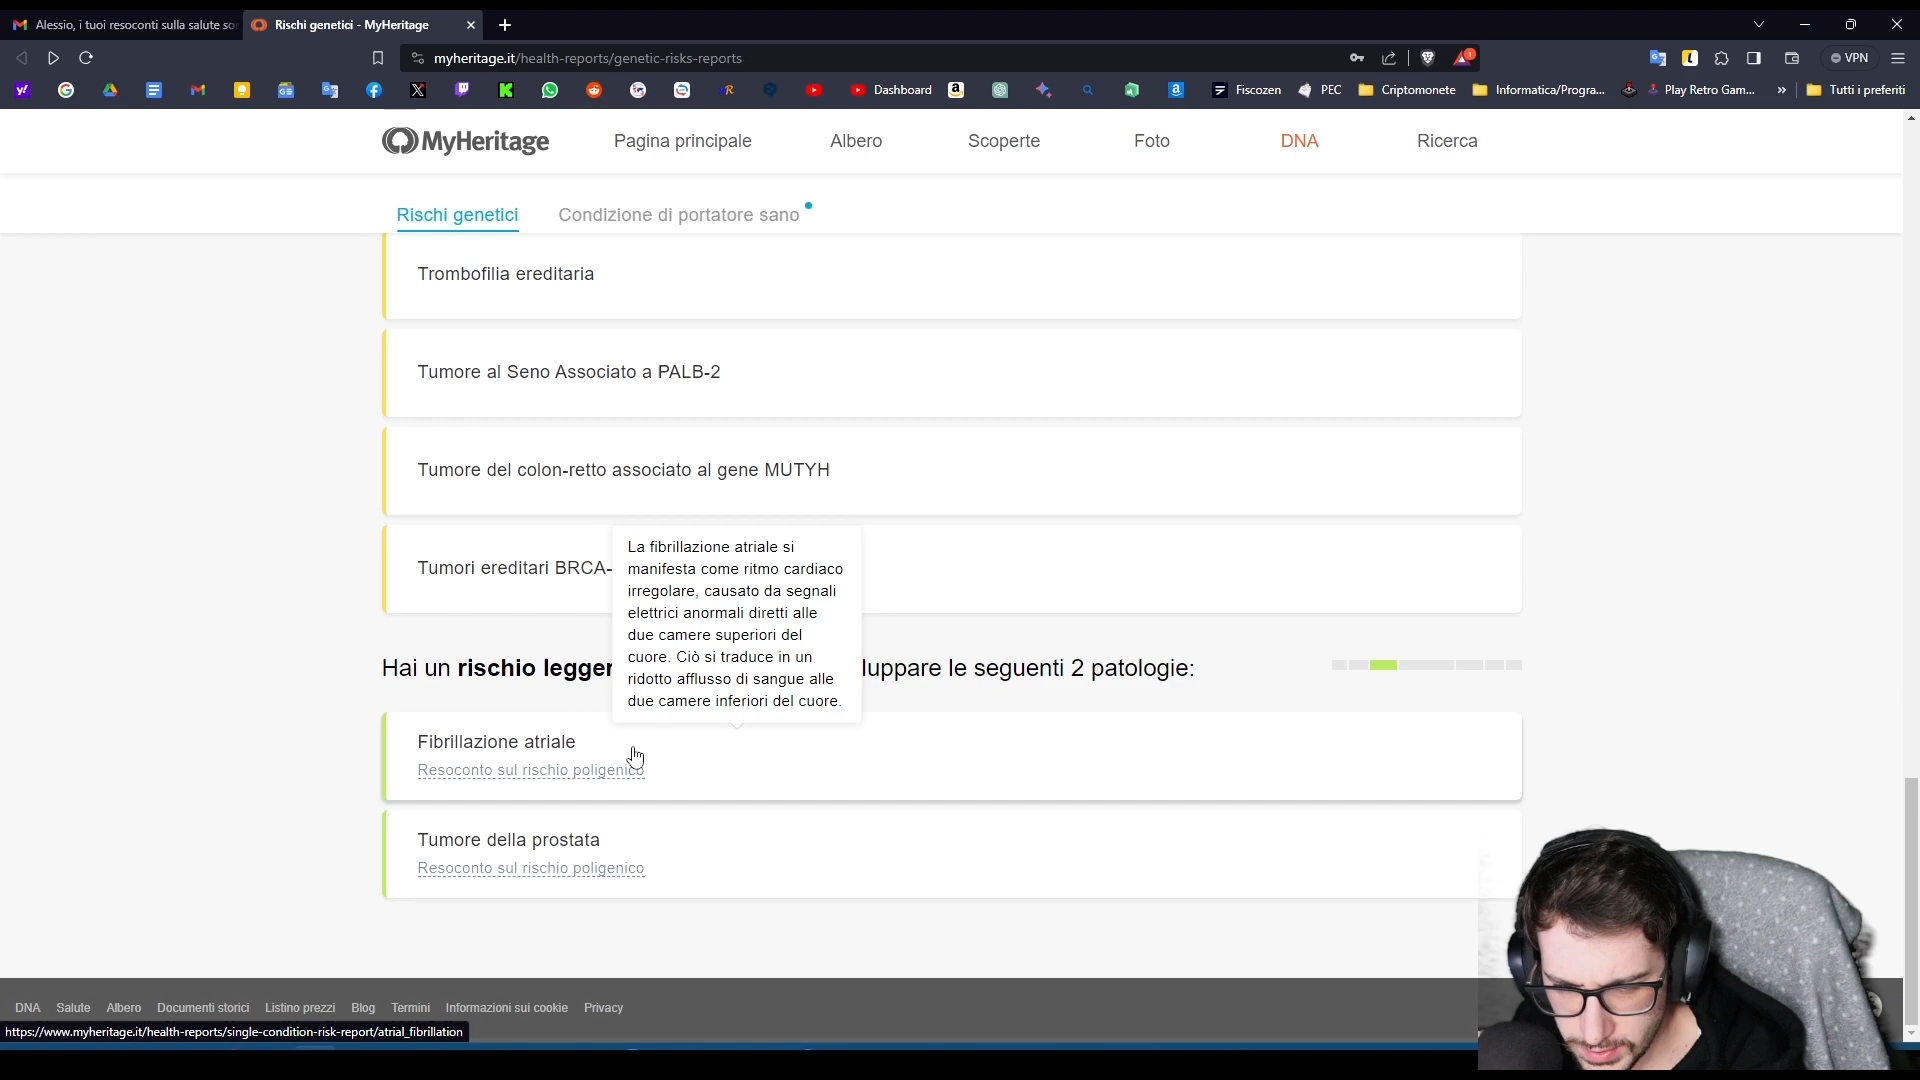 Alessio, i tuoi resoconti sulla salute so
Rischi genetici - MyHeritage
myheritage.it/health-reports/genetic-risks-reports
1
VPN
Dashboard
Fiscozen
PEC
Criptomonete
Informatica/Progra...
Play Retro Gam...
»
Tutti i preferiti
MyHeritage
Pagina principale
Albero
Scoperte
Foto
DNA
Ricerca
Rischi genetici
Condizione di portatore sano
Trombofilia ereditaria
Tumore al Seno Associato a PALB-2
Tumore del colon-retto associato al gene MUTYH
Tumori ereditari BRCA-
La fibrillazione atriale si
manifesta come ritmo cardiaco
irregolare, causato da segnali
elettrici anormali diretti alle
due camere superiori del
cuore. Ciò si traduce in un
ridotto afflusso di sangue alle
due camere inferiori del cuore.
Hai un rischio legger luppare le seguenti 2 patologie:
Fibrillazione atriale
Resoconto sul rischio poligenico
Tumore della prostata
Resoconto sul rischio poligenico
DNA Salute Albero Documenti storici Listino prezzi Blog Termini Informazioni sui cookie Privacy
https://www.myheritage.it/health-reports/single-condition-risk-report/atrial_fibrillation